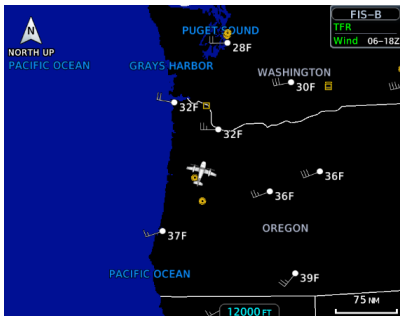 FIS-B
TFR
Wind 06-18Z
NORTH UP
PUGET SOUND
28F
PACIFIC OCEAN
GRAYS HARBOR
WASHINGTON
30F
32F
32F
36F
36F
37F
OREGON
PACIFIC OCEAN
39F
75 NM
12000 FT